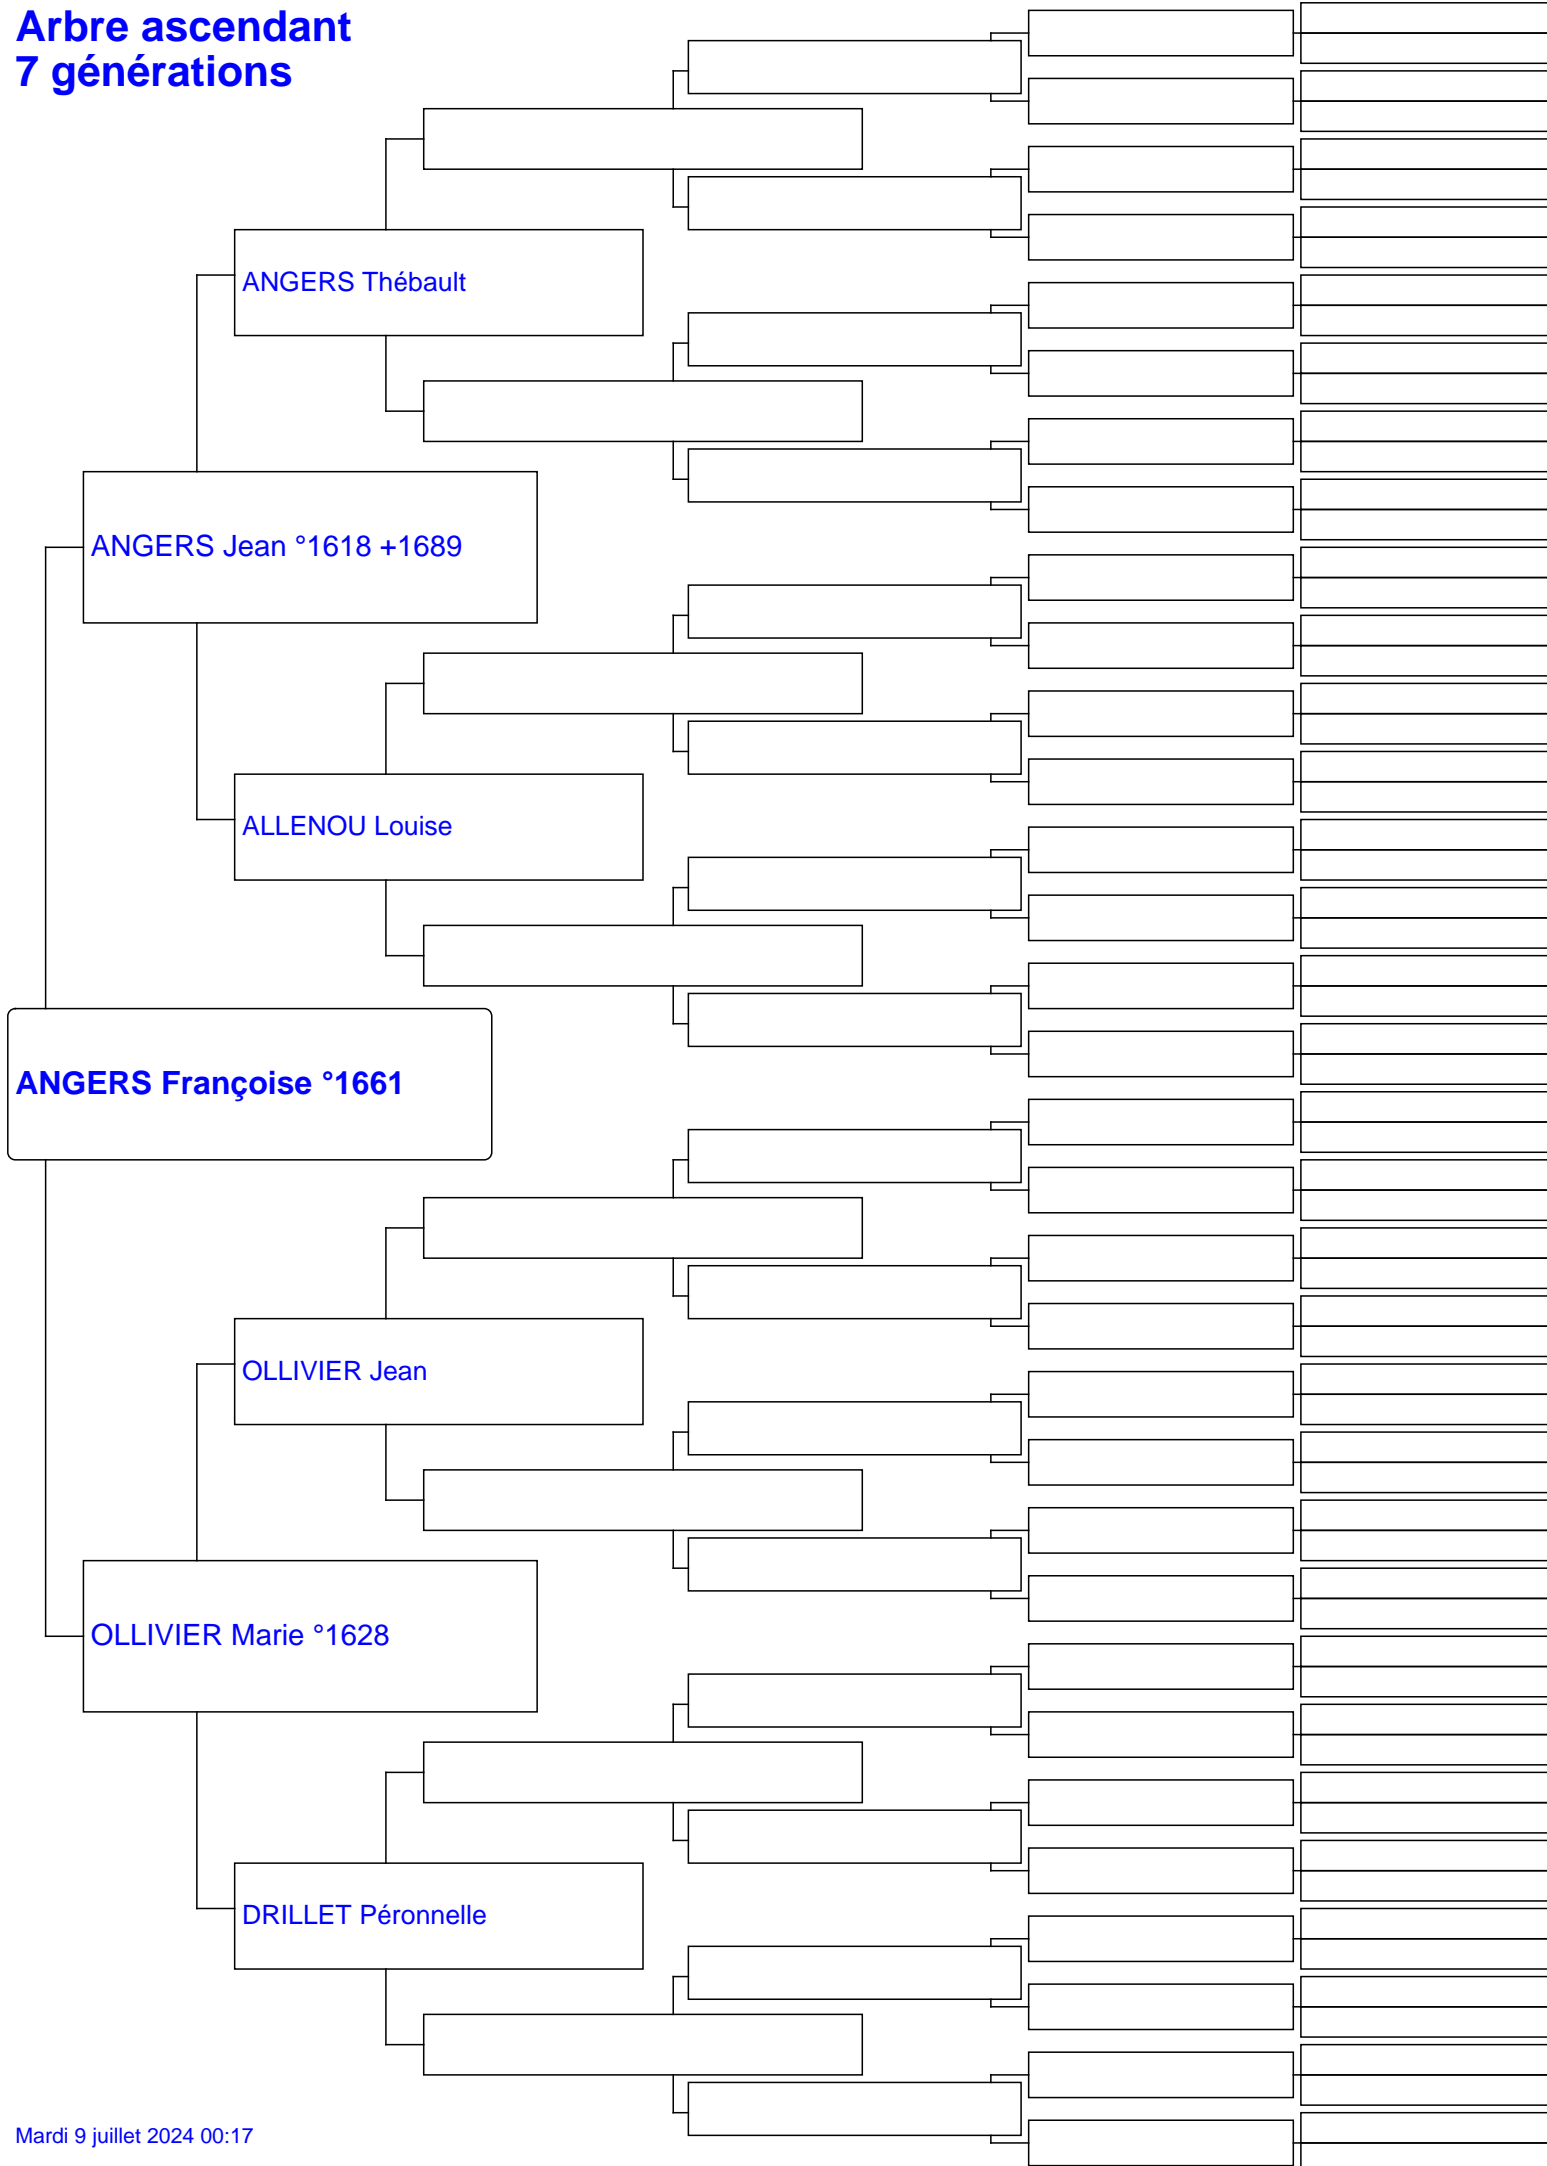 Arbre ascendant
7 générations
ANGERS Thébault
ANGERS Jean °1618 +1689
ALLENOU Louise
ANGERS Françoise °1661
OLLIVIER Jean
OLLIVIER Marie °1628
DRILLET Péronnelle
Mardi 9 juillet 2024 00:17